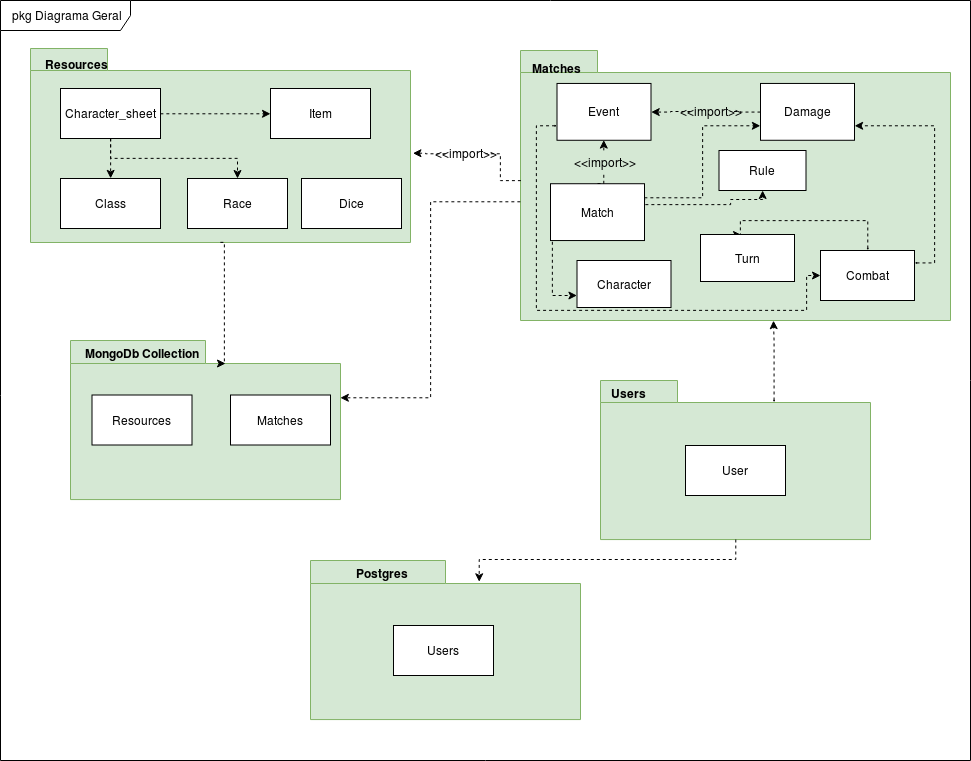 pkg Diagrama Geral
Resources
Character_sheet
Item
Class
Race
Dice
<<import>>
Matches
Event
<<import>>
Damage
<<import>>
Rule
Match
Turn
Combat
Character
MongoDb Collection
Resources
Matches
Users
User
Postgres
Users